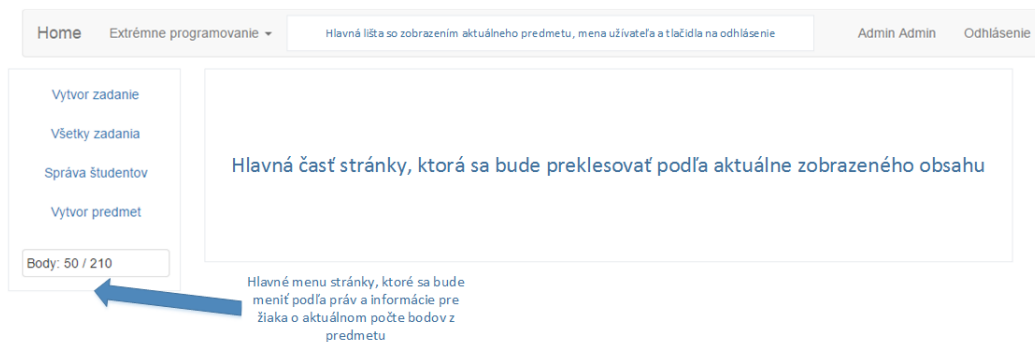 Home Extrémne programovanie Hlavná lišta so zobrazením aktuálneho predmetu, mena užívateľa a tlačidla na odhlásenie Admin Admin Odhlásenie
Vytvor zadanie
Všetky zadania
Správa študentov
Vytvor predmet
Body: 50 / 210
Hlavná časť stránky, ktorá sa bude preklesovať podľa aktuálne zobrazeného obsahu
Hlavné menu stránky, ktoré sa bude
meniť podľa práv a informácie pre
žiaka o aktuálnom počte bodov z
predmetu